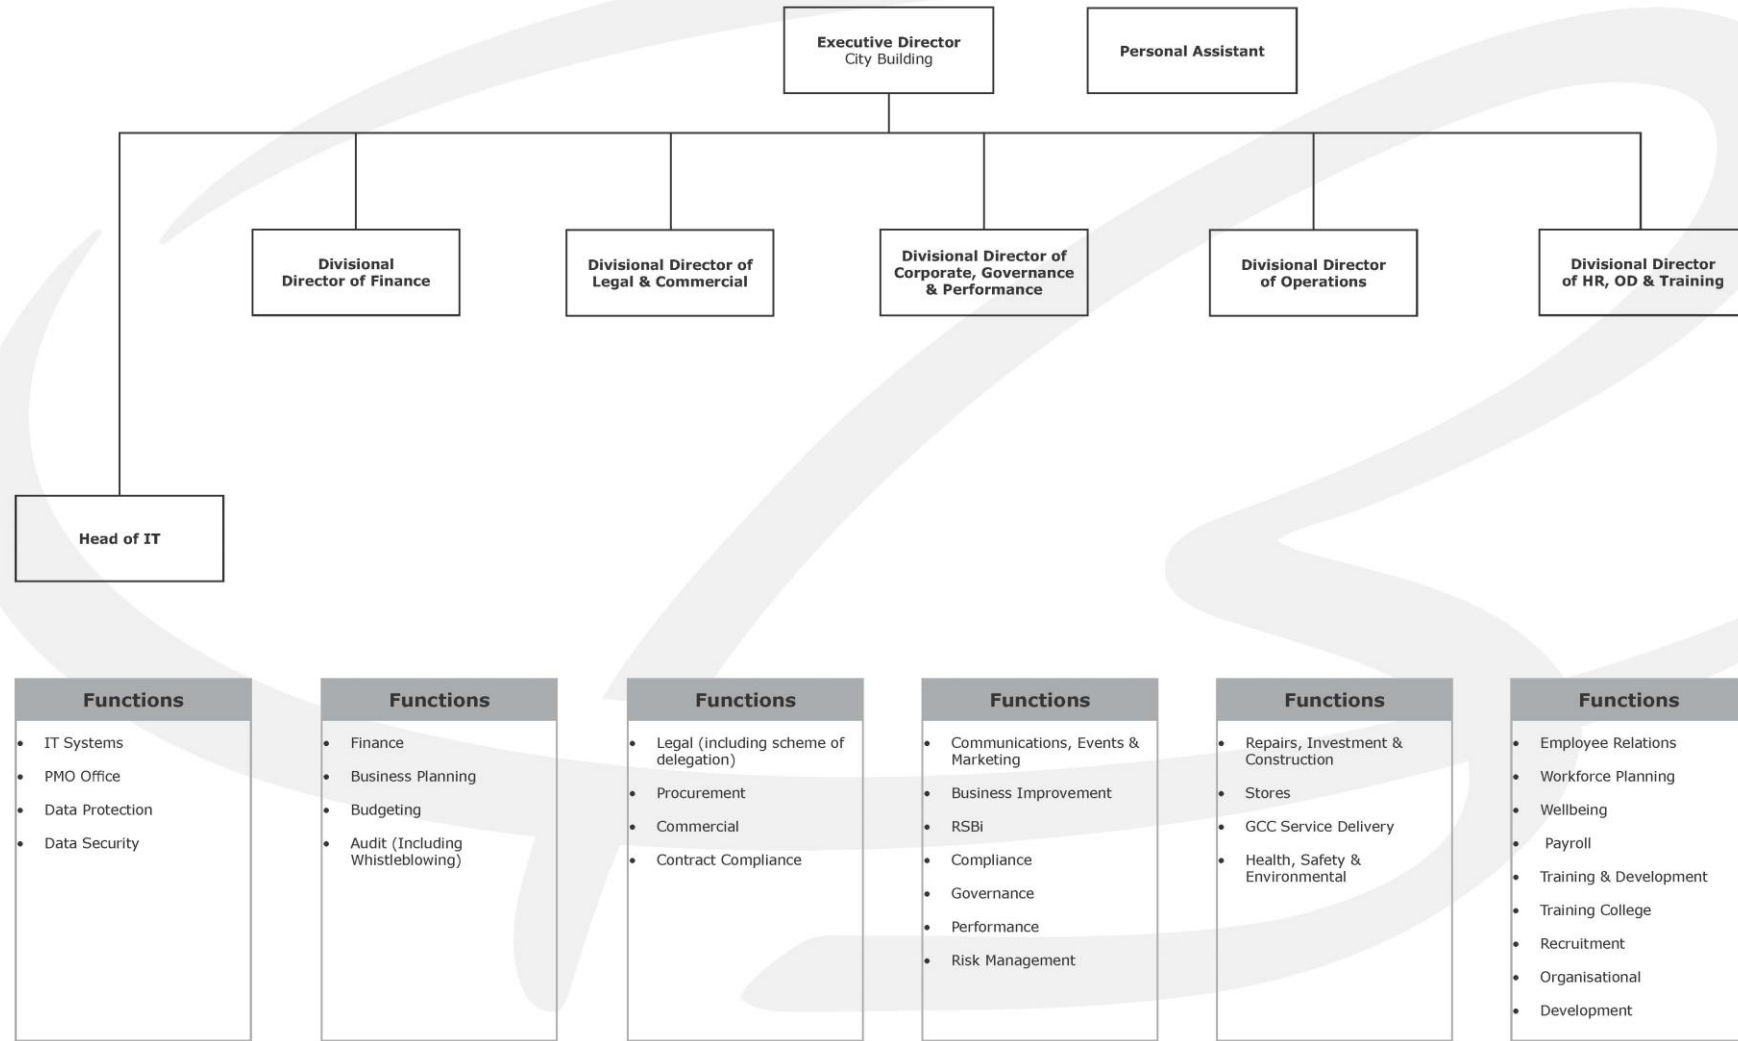 Executive Director
City Building
Personal Assistant
Divisional
Director of Finance
Divisional Director of
Legal & Commercial
Divisional Director of
Corporate, Governance
& Performance
Divisional Director
of Operations
Divisional Director
of HR, OD & Training
Head of IT
Functions
• IT Systems
• PMO Office
• Data Protection
• Data Security
Functions
• Finance
• Business Planning
• Budgeting
• Audit (Including
Whistleblowing)
Functions
• Legal (including scheme of
delegation)
• Procurement
• Commercial
• Contract Compliance
Functions
• Communications, Events &
Marketing
• Business Improvement
• RSBi
• Compliance
• Governance
• Performance
• Risk Management
Functions
• Repairs, Investment &
Construction
• Stores
• GCC Service Delivery
• Health, Safety &
Environmental
Functions
• Employee Relations
• Workforce Planning
• Wellbeing
• Payroll
• Training & Development
• Training College
• Recruitment
• Organisational
• Development